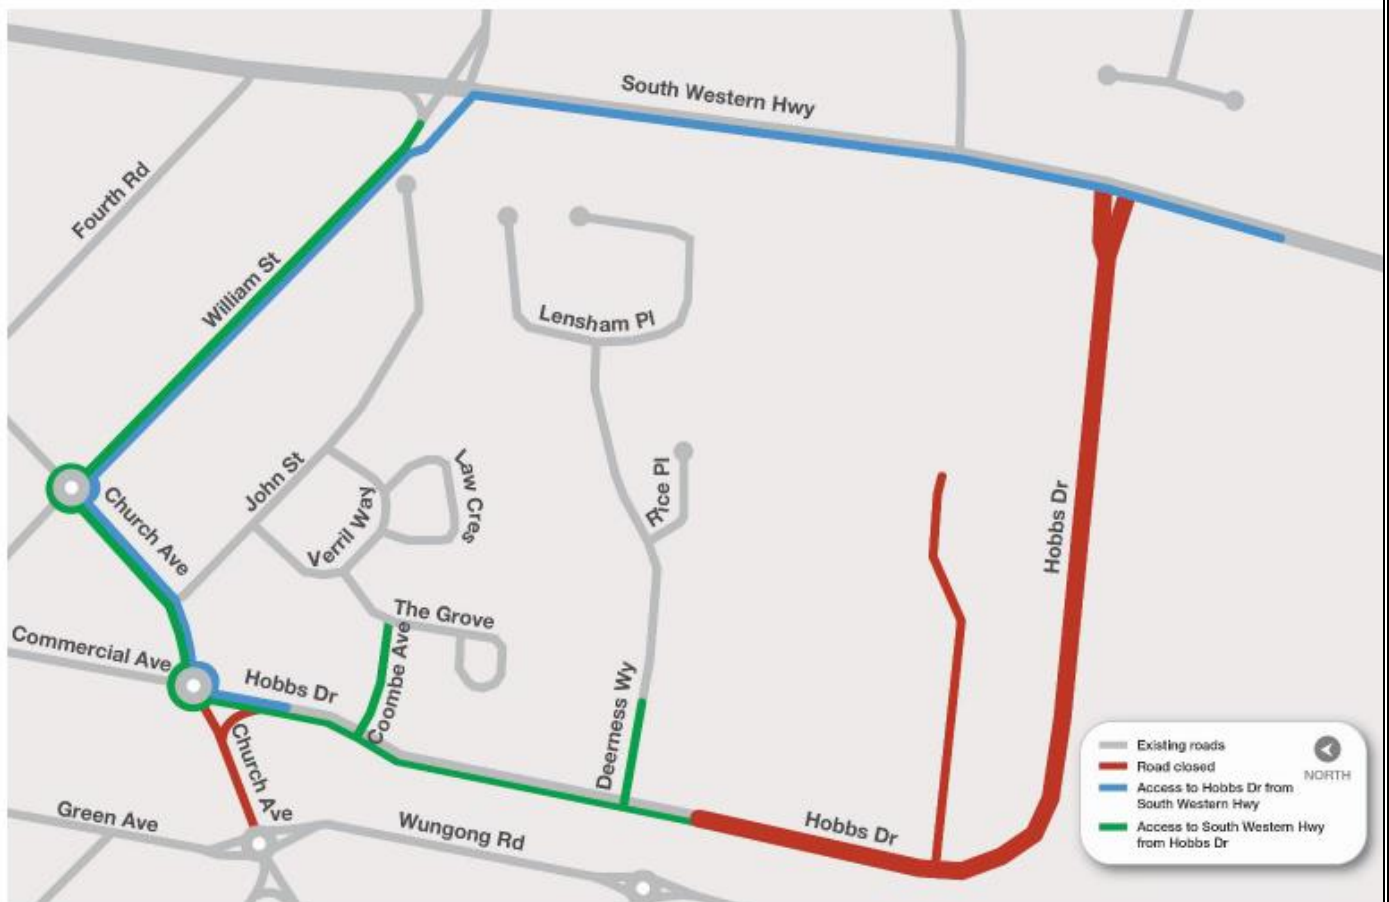 South Western Hwy
Fourth Rd
William St
Lensham Pl
John St
Law Cres
Rice Pl
Verril Way
Church Ave
Hobbs Dr
The Grove
Commercial Ave
Coombe Ave
Hobbs Dr
Deerness Wy
Church Ave
Green Ave
Wungong Rd
Hobbs Dr
Existing roads
Road closed
NORTH
Access to Hobbs Dr from
South Western Hwy
Access to South Western Hwy
from Hobbs Dr